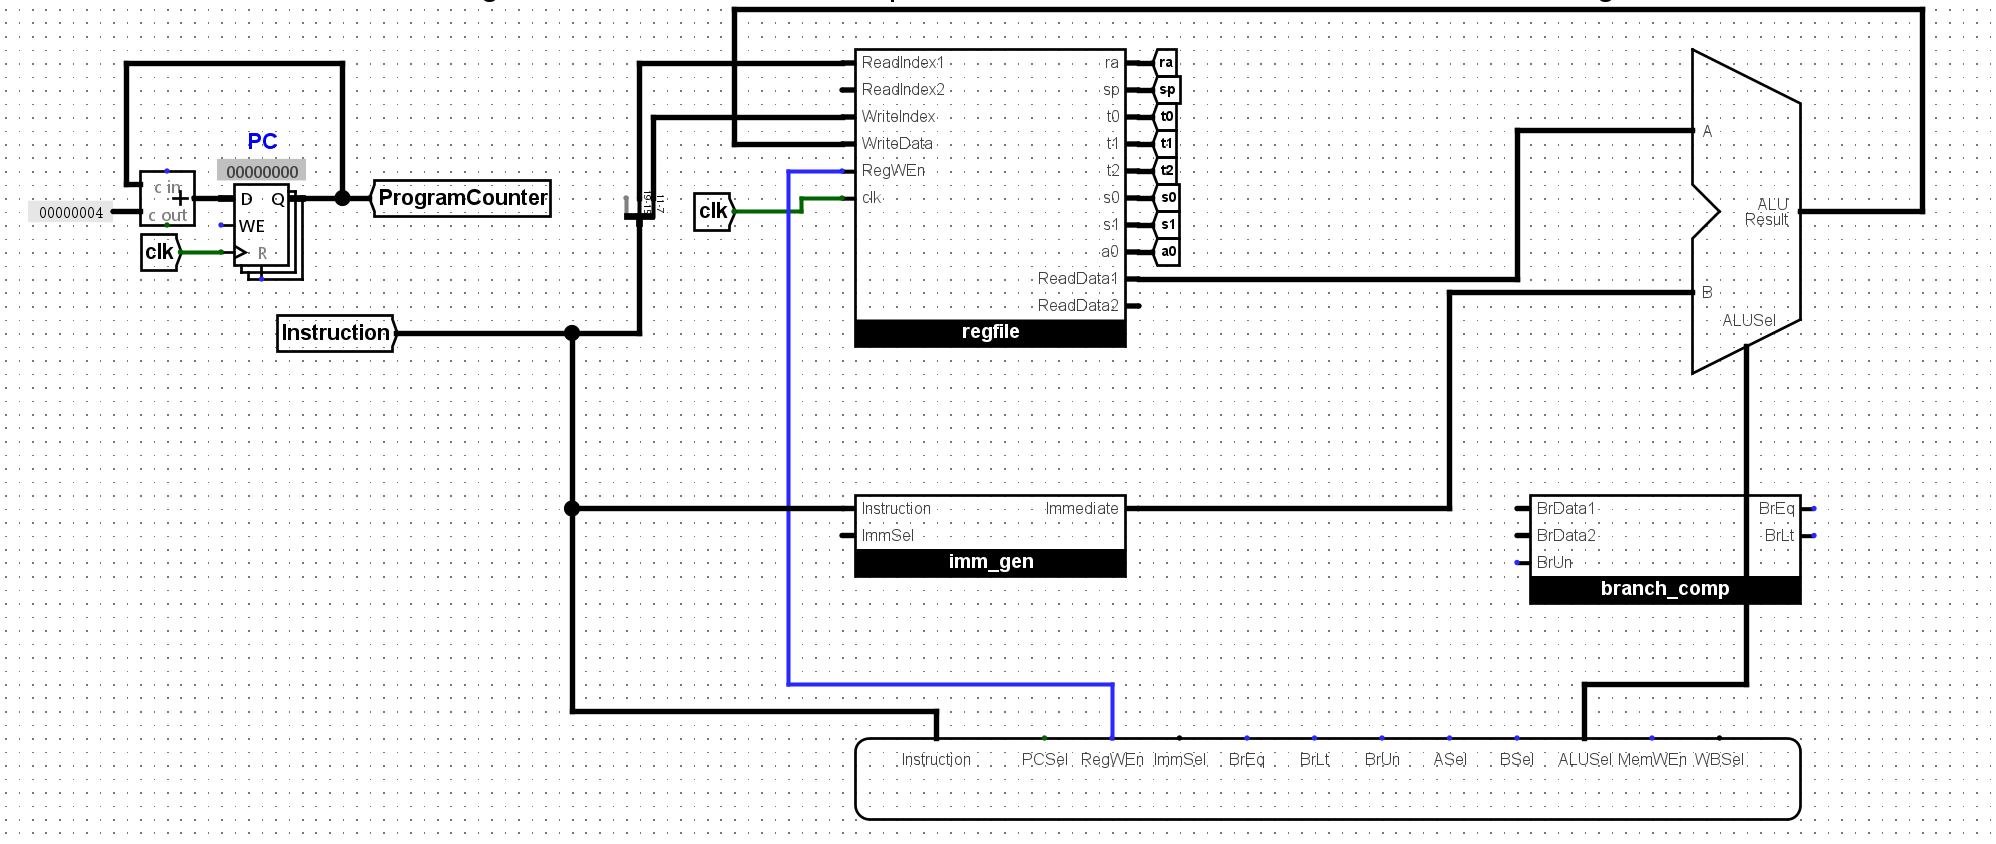 PC
00000000
c in
+
c out
00000004
D Q
WE
R
clk
ProgramCounter
Instruction
11-7
clk
ReadIndex1 ra
ReadIndex2 sp
WriteIndex t0
WriteData t1
RegWEn t2
clk s0
s1
a0
ReadData1
ReadData2
regfile
ra
sp
t0
t1
t2
s0
s1
a0
A
B
ALU
Result
ALUSel
Instruction Immediate
ImmSel
imm_gen
BrData1 BrEq
BrData2 BrLt
BrUn
branch_comp
Instruction PCSel RegWEn ImmSel BrEq BrLt BrUn ASel BSel ALUSel MemWEn WBSel